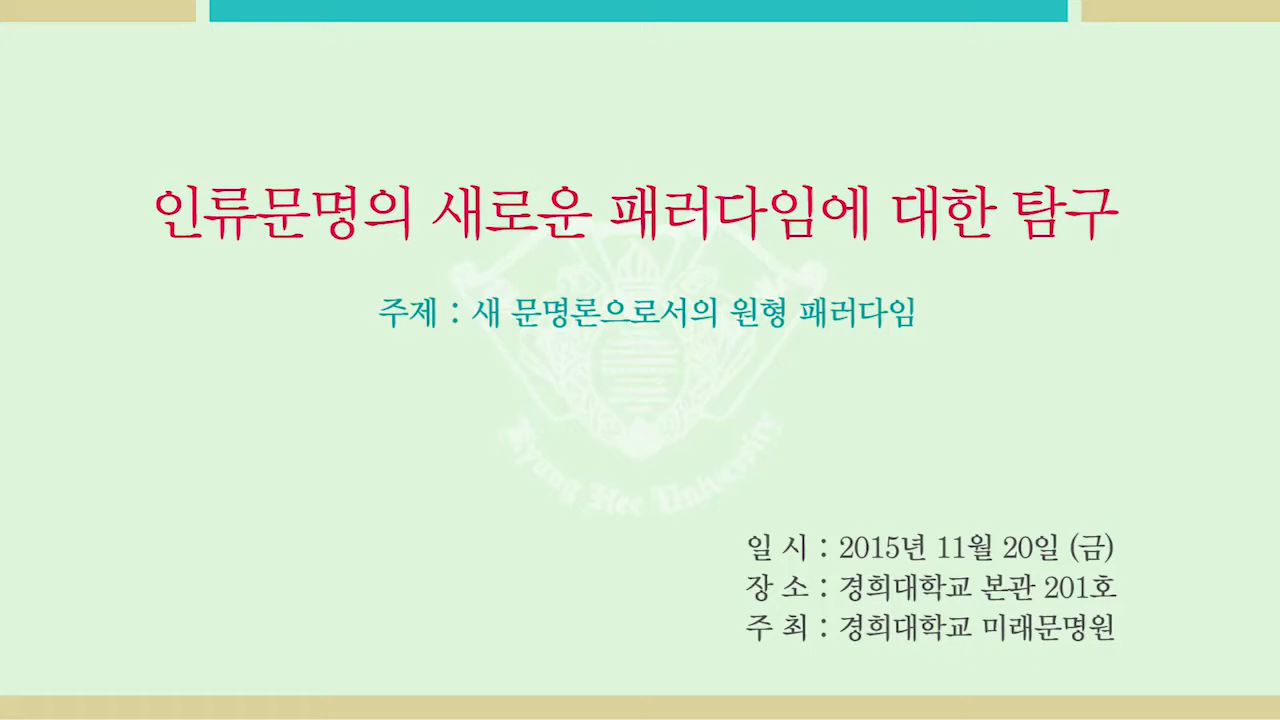 인류문명의 새로운 패러다임에 대한 탐구
주제 : 새 문명론으로서의 원형 패러다임
Kyung Hee University
일 시 : 2015년 11월 20일 (금)
장 소 : 경희대학교 본관 201호
주 최 : 경희대학교 미래문명원